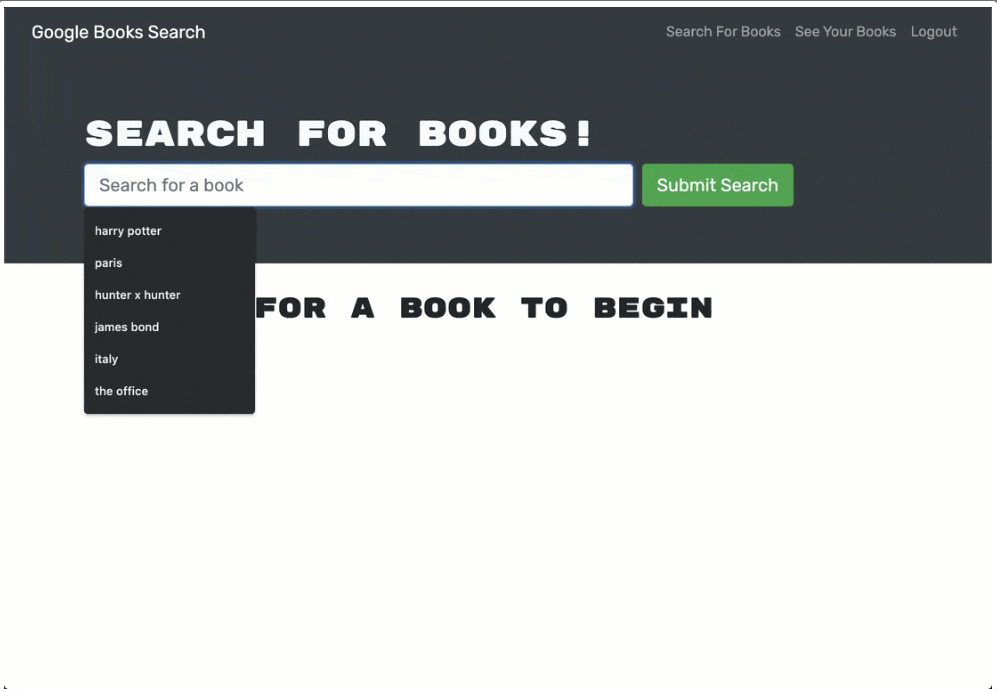 Google Books Search
Search For Books See Your Books Logout
SEARCH FOR BOOKS!
Search for a book
Submit Search
harry potter
paris
hunter x hunter
FOR A BOOK TO BEGIN
james bond
italy
the office